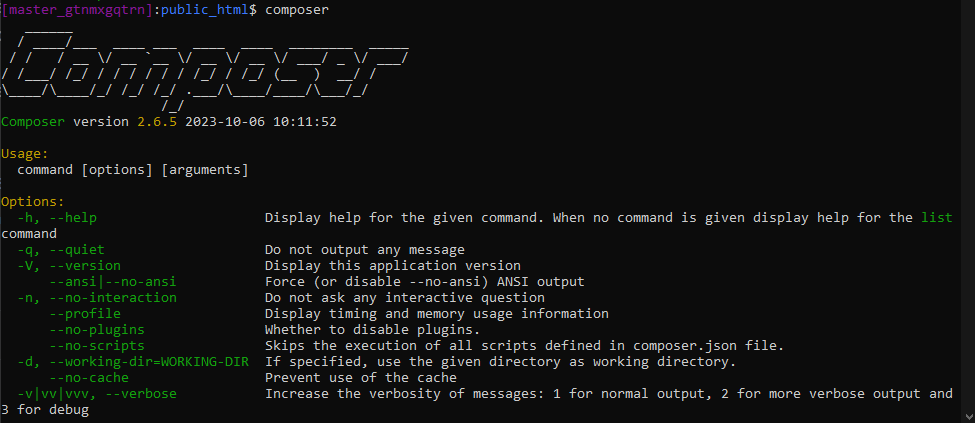 [master_gtnmxgqtrn]:public_html$ composer
   ______
  / ____/___  ____ ___  ____  ____  ________  _____
 / /   / __ \/ __ `__ \/ __ \/ __ \/ ___/ _ \/ ___/
/ /___/ /_/ / / / / / / /_/ / /_/ (__  )  __/ /
\____/\____/_/ /_/ /_/ .___/\____/____/\___/_/
                    /_/
Composer version 2.6.5 2023-10-06 10:11:52

Usage:
  command [options] [arguments]

Options:
  -h, --help                     Display help for the given command. When no command is given display help for the list
command
  -q, --quiet                    Do not output any message
  -V, --version                  Display this application version
      --ansi|--no-ansi           Force (or disable --no-ansi) ANSI output
  -n, --no-interaction           Do not ask any interactive question
      --profile                  Display timing and memory usage information
      --no-plugins               Whether to disable plugins.
      --no-scripts               Skips the execution of all scripts defined in composer.json file.
  -d, --working-dir=WORKING-DIR  If specified, use the given directory as working directory.
      --no-cache                 Prevent use of the cache
  -v|vv|vvv, --verbose           Increase the verbosity of messages: 1 for normal output, 2 for more verbose output and
3 for debug